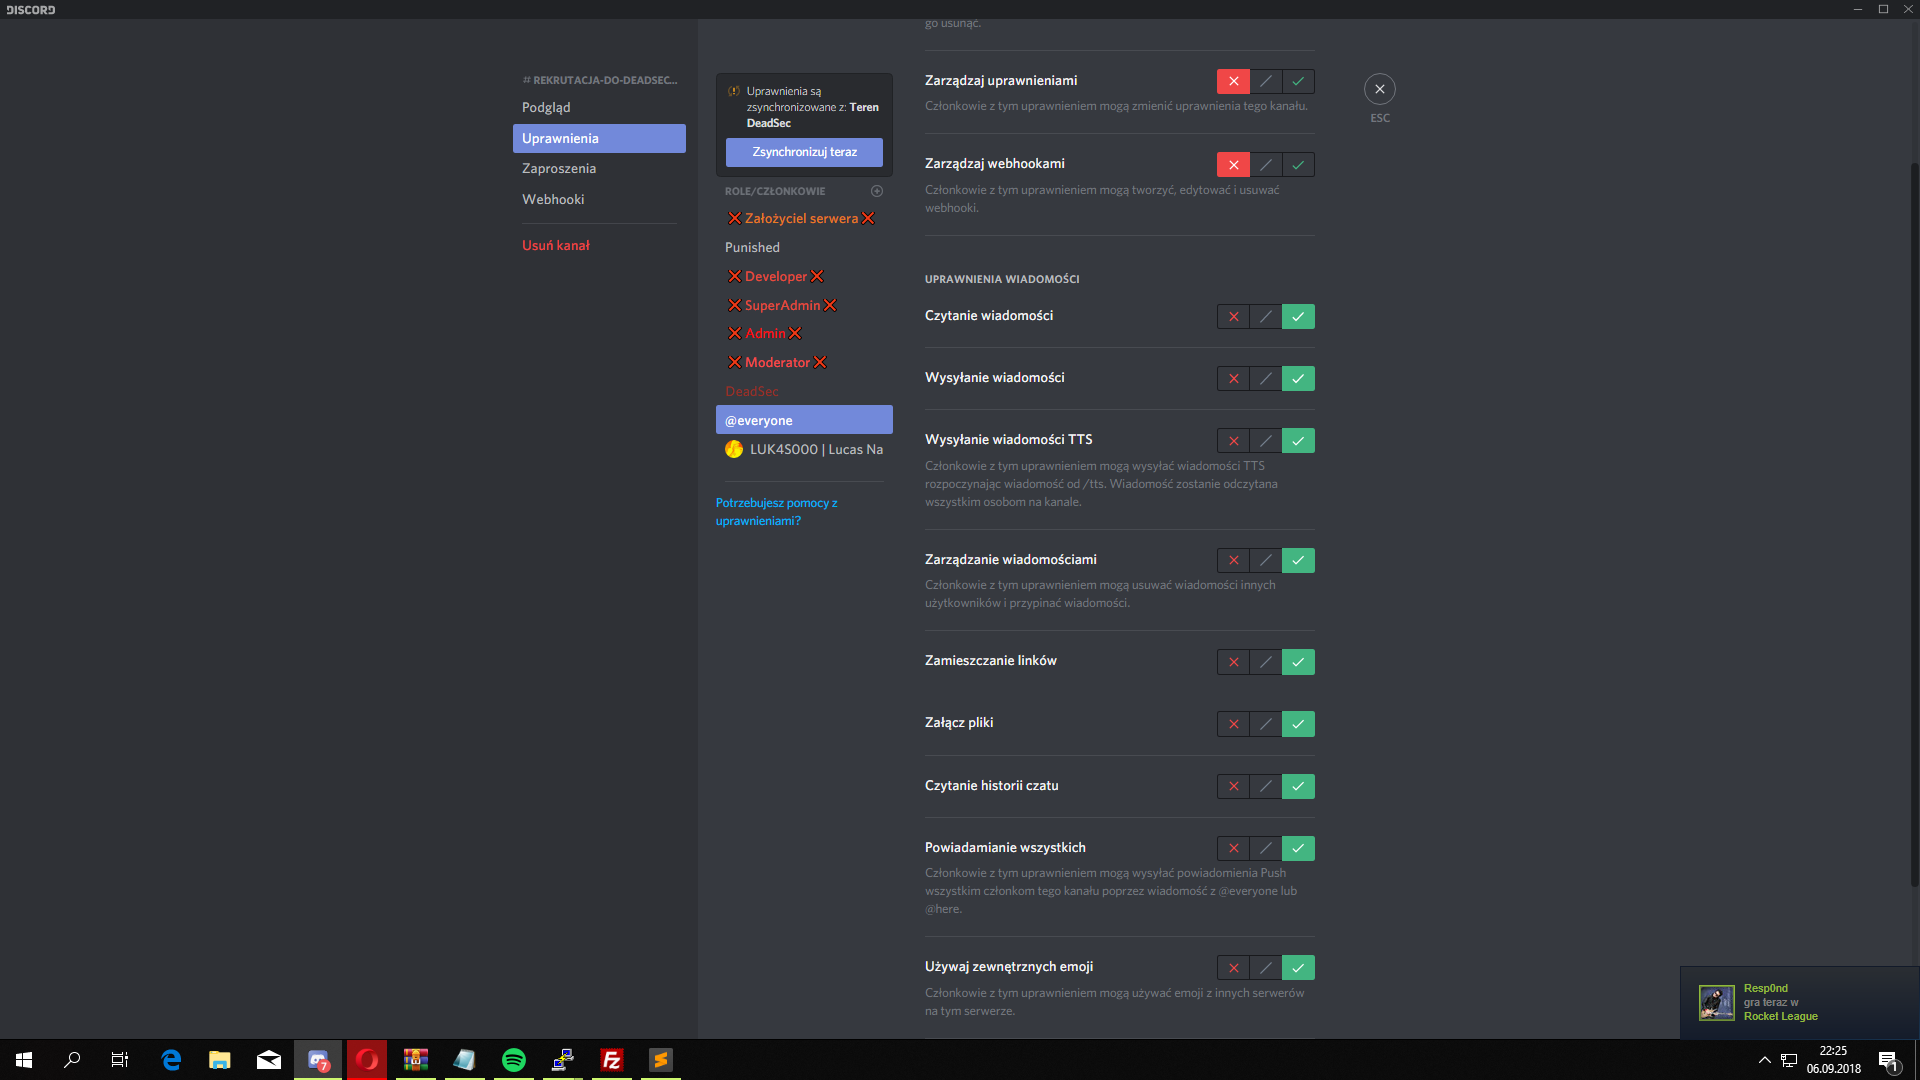 DISCORD
# REKRUTACJA-DO-DEADSEC...
Podgląd
Uprawnienia
Zaproszenia
Webhooki
Usuń kanał
Uprawnienia są
zsynchronizowane z: Teren
DeadSec
Zsynchronizuj teraz
ROLE/CZŁONKOWIE
❌ Założyciel serwera ❌
Punished
❌ Developer ❌
❌ SuperAdmin ❌
❌ Admin ❌
❌ Moderator ❌
DeadSec
@everyone
LUK4S000 | Lucas Na
Potrzebujesz pomocy z
uprawnieniami?
go usunąć.
Zarządzaj uprawnieniami
Członkowie z tym uprawnieniem mogą zmienić uprawnienia tego kanału.
Zarządzaj webhookami
Członkowie z tym uprawnieniem mogą tworzyć, edytować i usuwać
webhooki.
UPRAWNIENIA WIADOMOŚCI
Czytanie wiadomości
Wysyłanie wiadomości
Wysyłanie wiadomości TTS
Członkowie z tym uprawnieniem mogą wysyłać wiadomości TTS
rozpoczynając wiadomość od /tts. Wiadomość zostanie odczytana
wszystkim osobom na kanale.
Zarządzanie wiadomościami
Członkowie z tym uprawnieniem mogą usuwać wiadomości innych
użytkowników i przypinać wiadomości.
Zamieszczanie linków
Załącz pliki
Czytanie historii czatu
Powiadamianie wszystkich
Członkowie z tym uprawnieniem mogą wysyłać powiadomienia Push
wszystkim członkom tego kanału poprzez wiadomość z @everyone lub
@here.
Używaj zewnętrznych emoji
Członkowie z tym uprawnieniem mogą używać emoji z innych serwerów
na tym serwerze.
ESC
Resp0nd
gra teraz w
Rocket League
7
Fz
22:25
06.09.2018
1